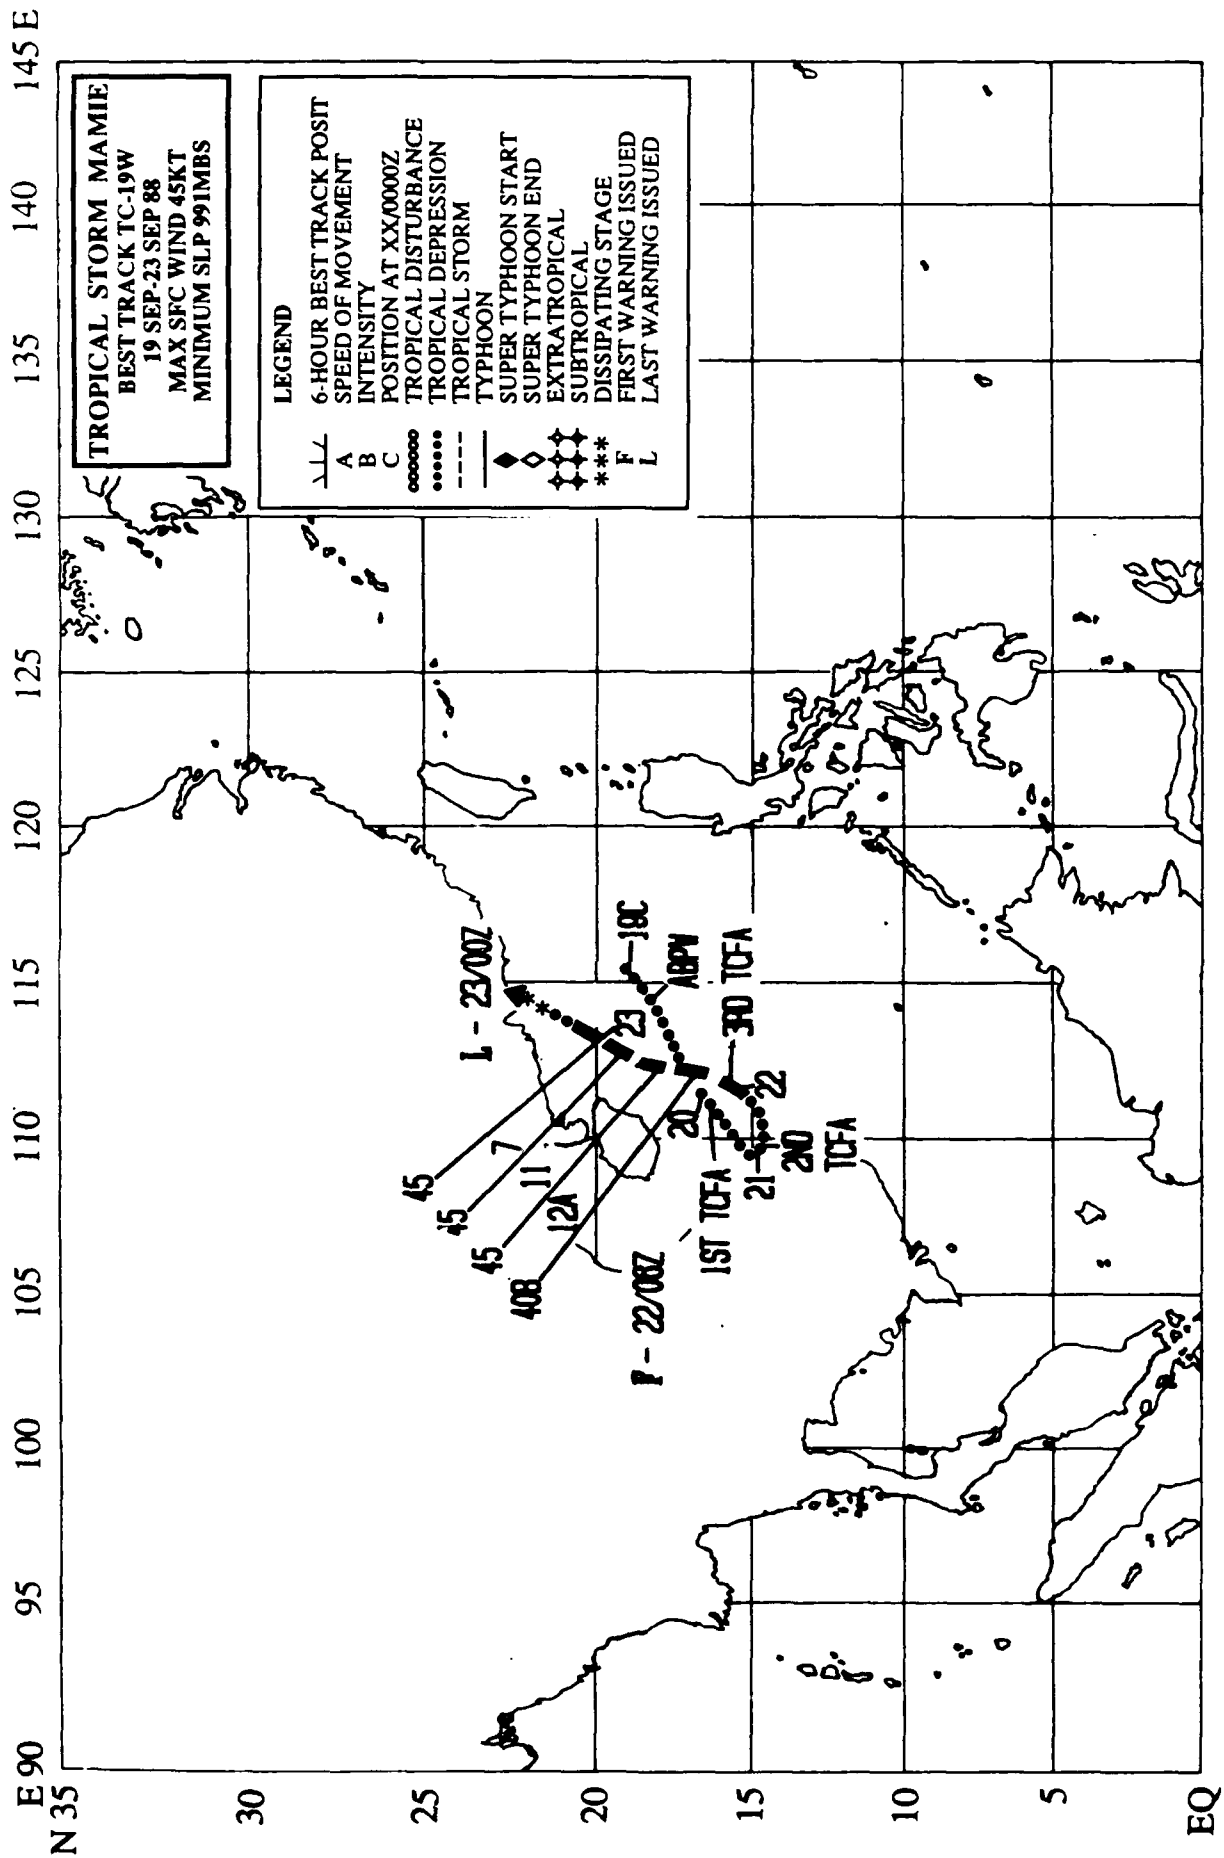 TROPICAL STORM MAMIE
BEST TRACK TC-19W
19 SEP-23 SEP 88
MAX SFC WIND 45KT
MINIMUM SLP 991MBS
LEGEND
6-HOUR BEST TRACK POSIT
A SPEED OF MOVEMENT
B INTENSITY
C POSITION AT XX/0000Z
TROPICAL DISTURBANCE
TROPICAL DEPRESSION
TROPICAL STORM
TYPHOON
SUPER TYPHOON START
SUPER TYPHOON END
EXTRATROPICAL
SUBTROPICAL
*** DISSIPATING STAGE
F FIRST WARNING ISSUED
L LAST WARNING ISSUED
E 90 95 100 105 110 115 120 125 130 135 140 145 E
N 35
30
25
20
15
10
5
EQ
L - 23/00Z
45
45
45
40B
7
11
12A
F - 22/08Z
23
19C
ABPW
20
1ST TCFA
3RD TCFA
22
21
2ND
TCFA